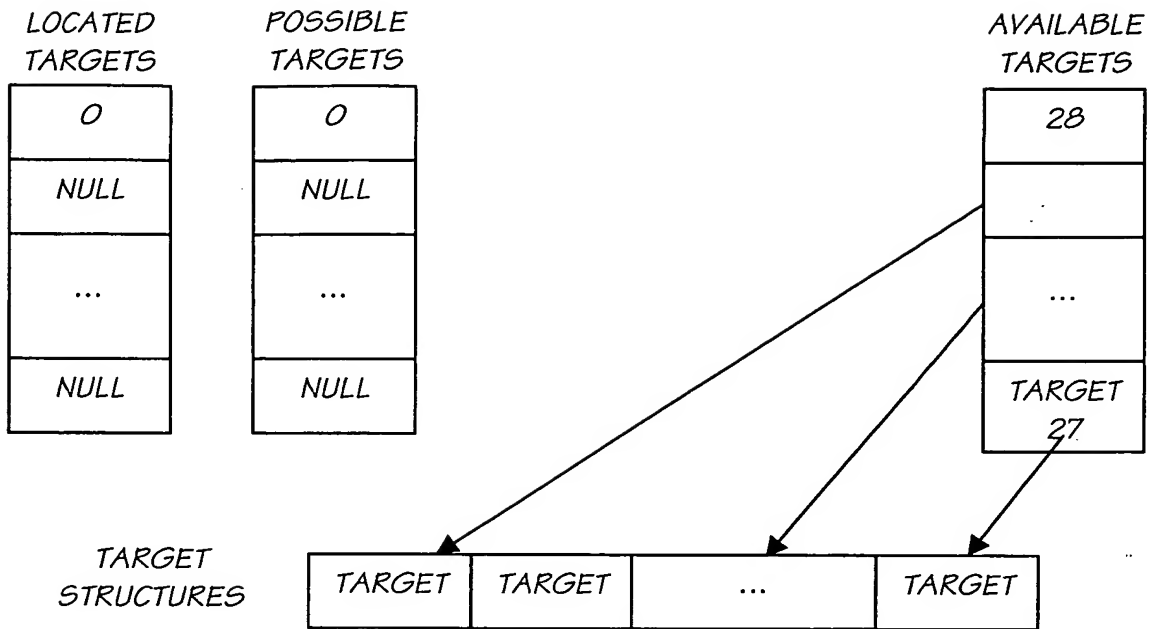 LOCATED
TARGETS
0
NULL
...
NULL
POSSIBLE
TARGETS
0
NULL
...
NULL
AVAILABLE
TARGETS
28
...
TARGET
27
TARGET
STRUCTURES
TARGET
TARGET
...
TARGET